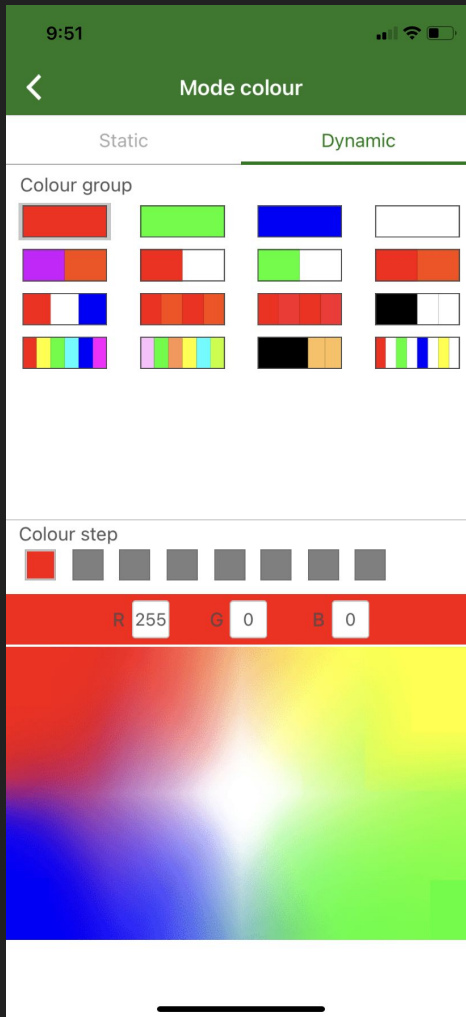 9:51
Mode colour
Static Dynamic
Colour group
Colour step
R 255 G 0 B 0